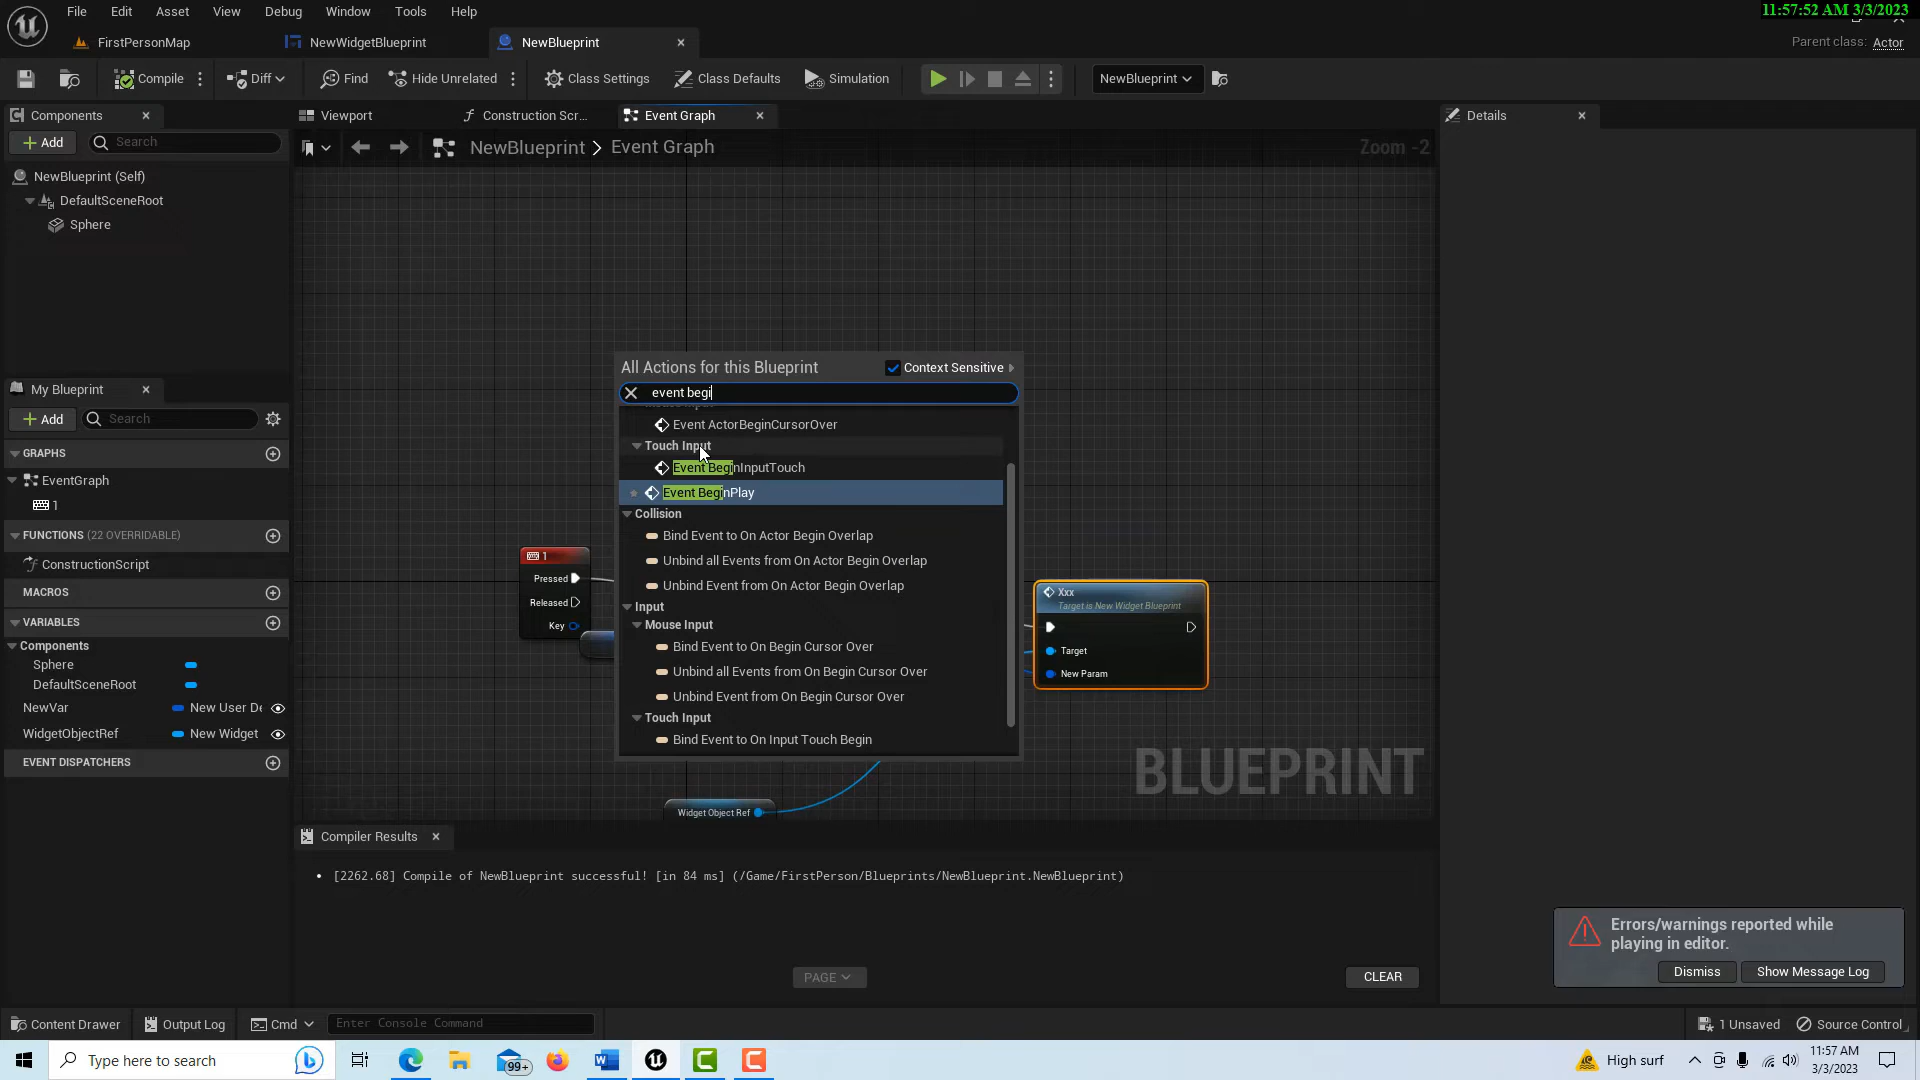 11:57:52 AM 3/3/2023
File Edit Asset View Debug Window Tools Help
FirstPersonMap NewWidgetBlueprint NewBlueprint Parent class: Actor
Compile Diff Find Hide Unrelated Class Settings Class Defaults Simulation NewBlueprint
Components Viewport Construction Scr... Event Graph Details
Add Search
NewBlueprint > Event Graph Zoom -2
NewBlueprint (Self)
DefaultSceneRoot
Sphere
My Blueprint
Add Search
GRAPHS
EventGraph
1
FUNCTIONS (22 OVERRIDABLE)
ConstructionScript
MACROS
VARIABLES
Components
Sphere
DefaultSceneRoot
NewVar New User De
WidgetObjectRef New Widget
EVENT DISPATCHERS
All Actions for this Blueprint Context Sensitive
event begi
Event ActorBeginCursorOver
Touch Input
Event BeginInputTouch
Event BeginPlay
Collision
Bind Event to On Actor Begin Overlap
Unbind all Events from On Actor Begin Overlap
Unbind Event from On Actor Begin Overlap
Input
Mouse Input
Bind Event to On Begin Cursor Over
Unbind all Events from On Begin Cursor Over
Unbind Event from On Begin Cursor Over
Touch Input
Bind Event to On Input Touch Begin
1
Pressed
Released
Key
Xxx
Target is New Widget Blueprint
Target
New Param
Widget Object Ref
BLUEPRINT
Compiler Results
[2262.68] Compile of NewBlueprint successful! [in 84 ms] (/Game/FirstPerson/Blueprints/NewBlueprint.NewBlueprint)
PAGE CLEAR
Errors/warnings reported while
playing in editor.
Dismiss Show Message Log
Content Drawer Output Log Cmd Enter Console Command 1 Unsaved Source Control
Type here to search 99+ High surf 11:57 AM
3/3/2023